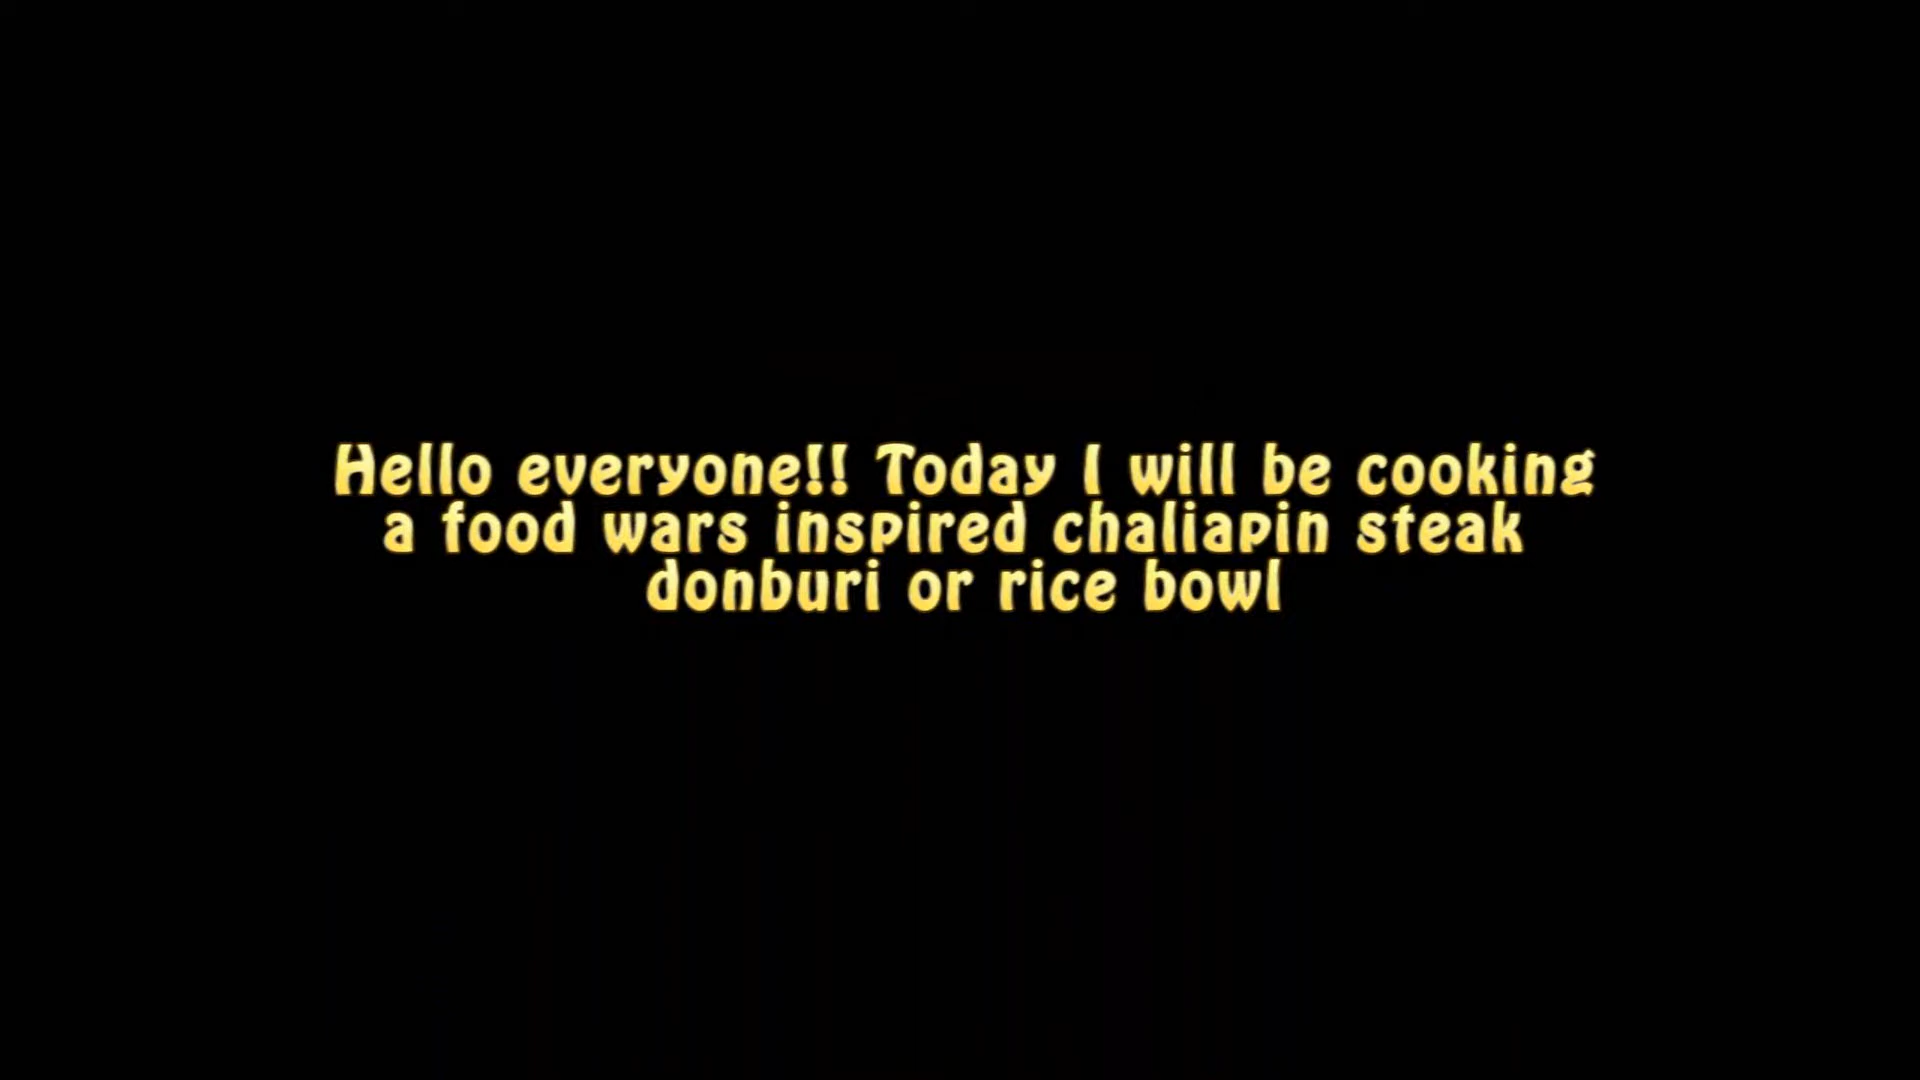 Hello everyone!! Today I will be cooking
a food wars inspired chaliapin steak
donburi or rice bowl